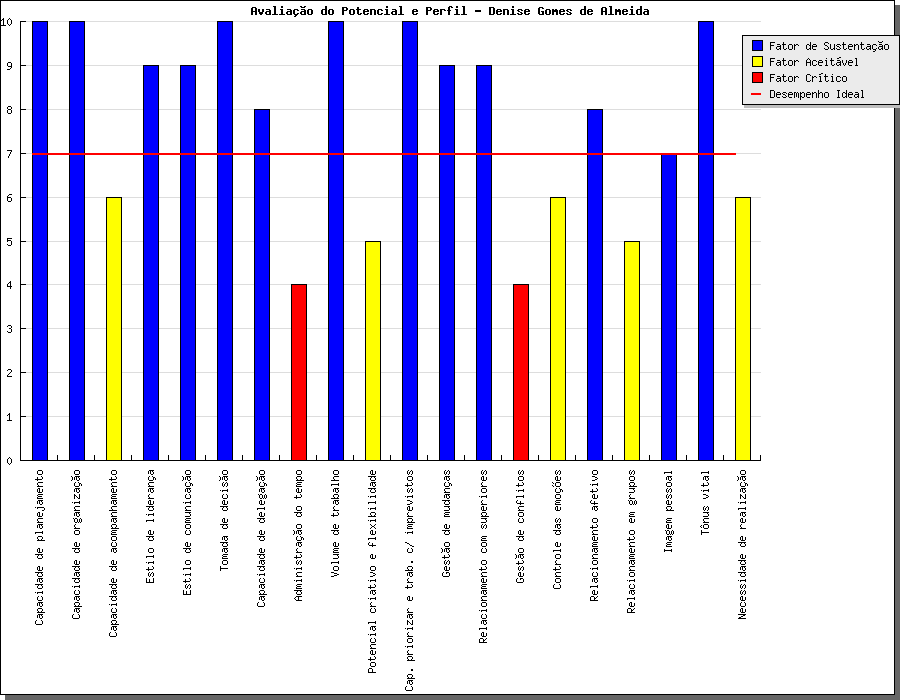 Avaliação do Potencial e Perfil - Denise Gomes de Almeida
Fator de Sustentação
Fator Aceitável
Fator Crítico
Desempenho Ideal
10
9
8
7
6
5
4
3
2
1
0
Capacidade de planejamento
Capacidade de organização
Capacidade de acompanhamento
Estilo de liderança
Estilo de comunicação
Tomada de decisão
Capacidade de delegação
Administração do tempo
Volume de trabalho
Potencial criativo e flexibilidade
Cap. priorizar e trab. c/ imprevistos
Gestão de mudanças
Relacionamento com superiores
Gestão de conflitos
Controle das emoções
Relacionamento afetivo
Relacionamento em grupos
Imagem pessoal
Tônus vital
Necessidade de realização